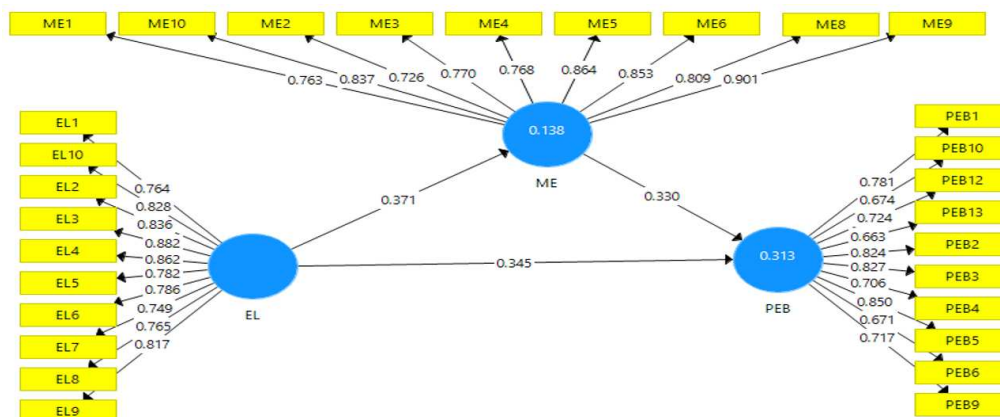 ME1 ME10 ME2 ME3 ME4 ME5 ME6 ME8 ME9
0.763 0.837 0.726 0.770 0.768 0.864 0.853 0.809 0.901
0.138
ME
EL1
EL10
EL2
EL3
EL4
EL5
EL6
EL7
EL8
EL9
0.764
0.828
0.836
0.882
0.862
0.782
0.786
0.749
0.765
0.817
EL
0.371
0.330
0.345
0.313
PEB
0.781
0.674
0.724
0.663
0.824
0.827
0.706
0.850
0.671
0.717
PEB1
PEB10
PEB12
PEB13
PEB2
PEB3
PEB4
PEB5
PEB6
PEB9